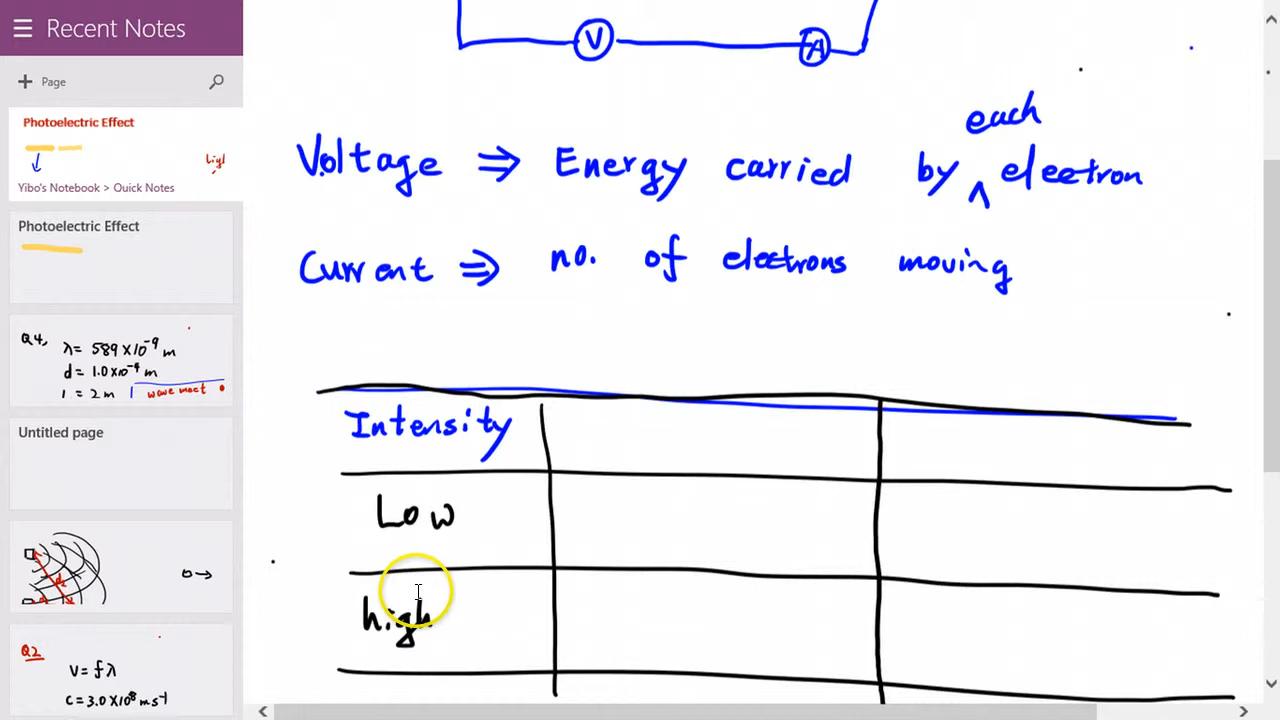 Recent Notes
+ Page
Photoelectric Effect
Yibo's Notebook > Quick Notes
Photoelectric Effect
Q4,
λ = 589 × 10⁻⁹ m
d = 1.0 × 10⁻⁴ m
l = 2 m
Untitled page
Q2
V = fλ
C = 3.0 × 10⁸ ms⁻¹
V
A
each
Voltage ⇒ Energy carried by ^ electron
Current ⇒ no. of electrons moving
Intensity
Low
high